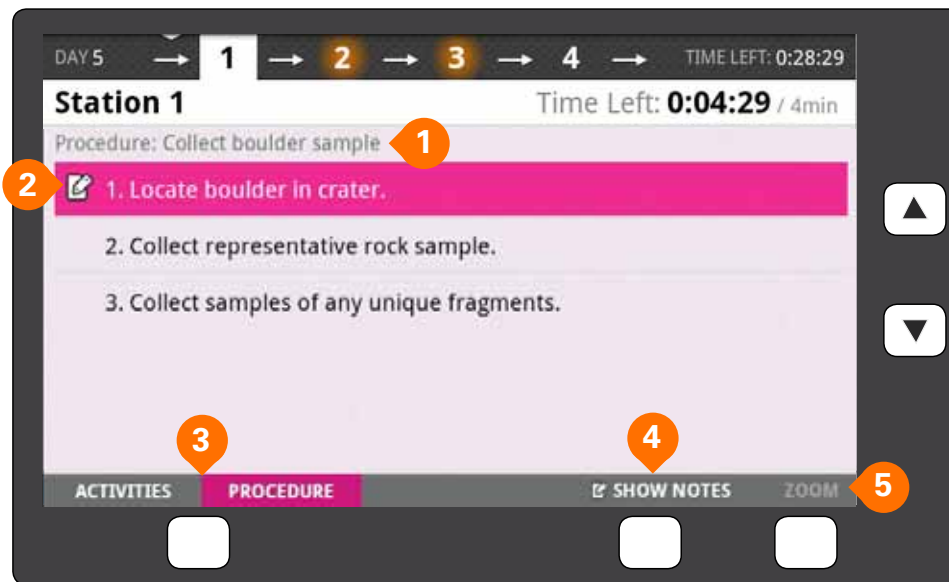 DAY 5 → 1 → 2 → 3 → 4 → TIME LEFT: 0:28:29
Station 1 Time Left: 0:04:29 / 4min
Procedure: Collect boulder sample 1
2 1. Locate boulder in crater.
▲
2. Collect representative rock sample.
3. Collect samples of any unique fragments.
▼
3 4
ACTIVITIES PROCEDURE SHOW NOTES ZOOM 5